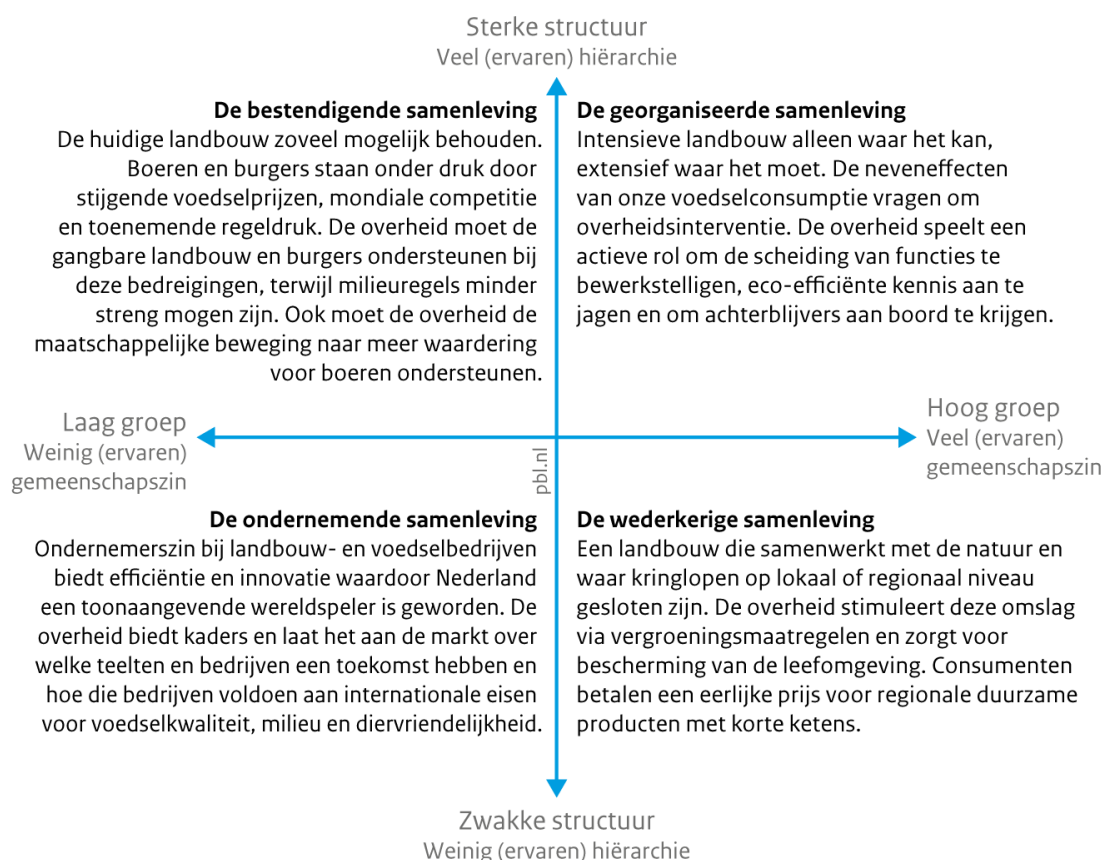 Sterke structuur
Veel (ervaren) hiërarchie
De bestendigende samenleving
De huidige landbouw zoveel mogelijk behouden.
Boeren en burgers staan onder druk door
stijgende voedselprijzen, mondiale competitie
en toenemende regeldruk. De overheid moet de
gangbare landbouw en burgers ondersteunen bij
deze bedreigingen, terwijl milieuregels minder
streng mogen zijn. Ook moet de overheid de
maatschappelijke beweging naar meer waardering
voor boeren ondersteunen.
De georganiseerde samenleving
Intensieve landbouw alleen waar het kan,
extensief waar het moet. De neveneffecten
van onze voedselconsumptie vragen om
overheidsinterventie. De overheid speelt een
actieve rol om de scheiding van functies te
bewerkstelligen, eco-efficiënte kennis aan te
jagen en om achterblijvers aan boord te krijgen.
Laag groep
Weinig (ervaren)
gemeenschapszin
Hoog groep
Veel (ervaren)
gemeenschapszin
pbl.nl
De ondernemende samenleving
Ondernemerszin bij landbouw- en voedselbedrijven
biedt efficiëntie en innovatie waardoor Nederland
een toonaangevende wereldspeler is geworden. De
overheid biedt kaders en laat het aan de markt over
welke teelten en bedrijven een toekomst hebben en
hoe die bedrijven voldoen aan internationale eisen
voor voedselkwaliteit, milieu en diervriendelijkheid.
De wederkerige samenleving
Een landbouw die samenwerkt met de natuur en
waar kringlopen op lokaal of regionaal niveau
gesloten zijn. De overheid stimuleert deze omslag
via vergroeningsmaatregelen en zorgt voor
bescherming van de leefomgeving. Consumenten
betalen een eerlijke prijs voor regionale duurzame
producten met korte ketens.
Zwakke structuur
Weinig (ervaren) hiërarchie